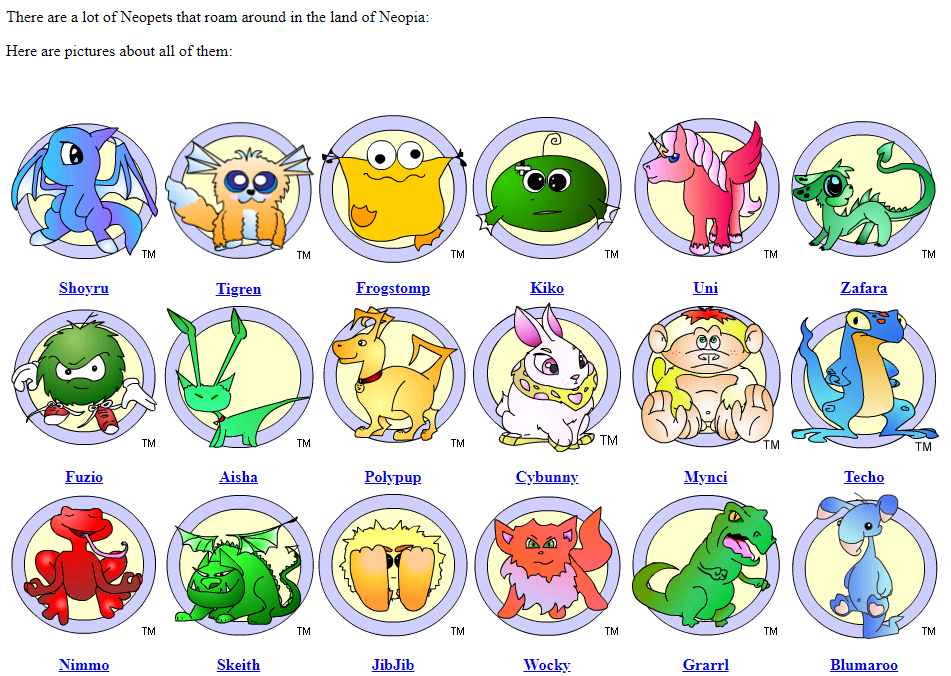 There are a lot of Neopets that roam around in the land of Neopia:
Here are pictures about all of them:
TM TM TM TM TM TM
Shoyru Tigren Frogstomp Kiko Uni Zafara
TM TM TM TM TM TM
Fuzio Aisha Polypup Cybunny Mynci Techo
TM TM TM TM TM TM
Nimmo Skeith JibJib Wocky Grarrl Blumaroo